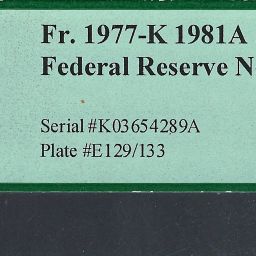 Fr. 1977-K 1981A
Federal Reserve N
Serial #K03654289A
Plate #E129/133